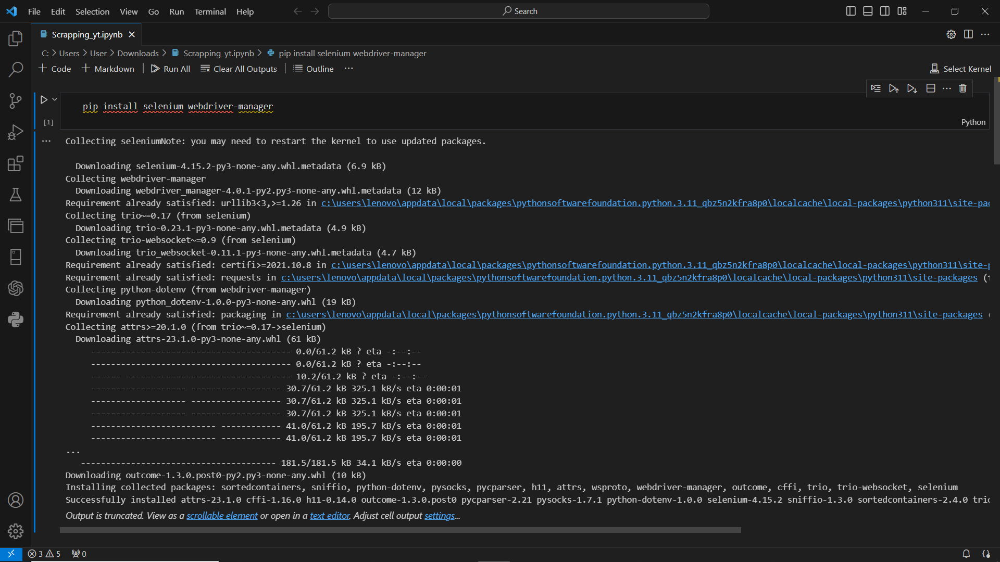 File Edit Selection View Go Run Terminal Help Search
Scrapping_yt.ipynb
C: > Users > User > Downloads > Scrapping_yt.ipynb > pip install selenium webdriver-manager
+ Code + Markdown | Run All Clear All Outputs | Outline ... Select Kernel
pip install selenium webdriver-manager
[1] Python
Collecting seleniumNote: you may need to restart the kernel to use updated packages.
Downloading selenium-4.15.2-py3-none-any.whl.metadata (6.9 kB)
Collecting webdriver-manager
Downloading webdriver_manager-4.0.1-py2.py3-none-any.whl.metadata (12 kB)
Requirement already satisfied: urllib3<3,>=1.26 in c:\users\lenovo\appdata\local\packages\pythonsoftwarefoundation.python.3.11_qbz5n2kfra8p0\localcache\local-packages\python311\site-pac
Collecting trio~=0.17 (from selenium)
Downloading trio-0.23.1-py3-none-any.whl.metadata (4.9 kB)
Collecting trio-websocket~=0.9 (from selenium)
Downloading trio_websocket-0.11.1-py3-none-any.whl.metadata (4.7 kB)
Requirement already satisfied: certifi>=2021.10.8 in c:\users\lenovo\appdata\local\packages\pythonsoftwarefoundation.python.3.11_qbz5n2kfra8p0\localcache\local-packages\python311\site-p
Requirement already satisfied: requests in c:\users\lenovo\appdata\local\packages\pythonsoftwarefoundation.python.3.11_qbz5n2kfra8p0\localcache\local-packages\python311\site-packages (f
Collecting python-dotenv (from webdriver-manager)
Downloading python_dotenv-1.0.0-py3-none-any.whl (19 kB)
Requirement already satisfied: packaging in c:\users\lenovo\appdata\local\packages\pythonsoftwarefoundation.python.3.11_qbz5n2kfra8p0\localcache\local-packages\python311\site-packages (
Collecting attrs>=20.1.0 (from trio~=0.17->selenium)
Downloading attrs-23.1.0-py3-none-any.whl (61 kB)
---------------------------------------- 0.0/61.2 kB ? eta -:--:--
---------------------------------------- 0.0/61.2 kB ? eta -:--:--
------ --------------------------------- 10.2/61.2 kB ? eta -:--:--
------------------- ------------------ 30.7/61.2 kB 325.1 kB/s eta 0:00:01
------------------- ------------------ 30.7/61.2 kB 325.1 kB/s eta 0:00:01
------------------- ------------------ 30.7/61.2 kB 325.1 kB/s eta 0:00:01
------------------------- ------------ 41.0/61.2 kB 195.7 kB/s eta 0:00:01
------------------------- ------------ 41.0/61.2 kB 195.7 kB/s eta 0:00:01
...
--------------------------------------- 181.5/181.5 kB 34.1 kB/s eta 0:00:00
Downloading outcome-1.3.0.post0-py2.py3-none-any.whl (10 kB)
Installing collected packages: sortedcontainers, sniffio, python-dotenv, pysocks, pycparser, h11, attrs, wsproto, webdriver-manager, outcome, cffi, trio, trio-websocket, selenium
Successfully installed attrs-23.1.0 cffi-1.16.0 h11-0.14.0 outcome-1.3.0.post0 pycparser-2.21 pysocks-1.7.1 python-dotenv-1.0.0 selenium-4.15.2 sniffio-1.3.0 sortedcontainers-2.4.0 tric
Output is truncated. View as a scrollable element or open in a text editor. Adjust cell output settings...
3 5 0